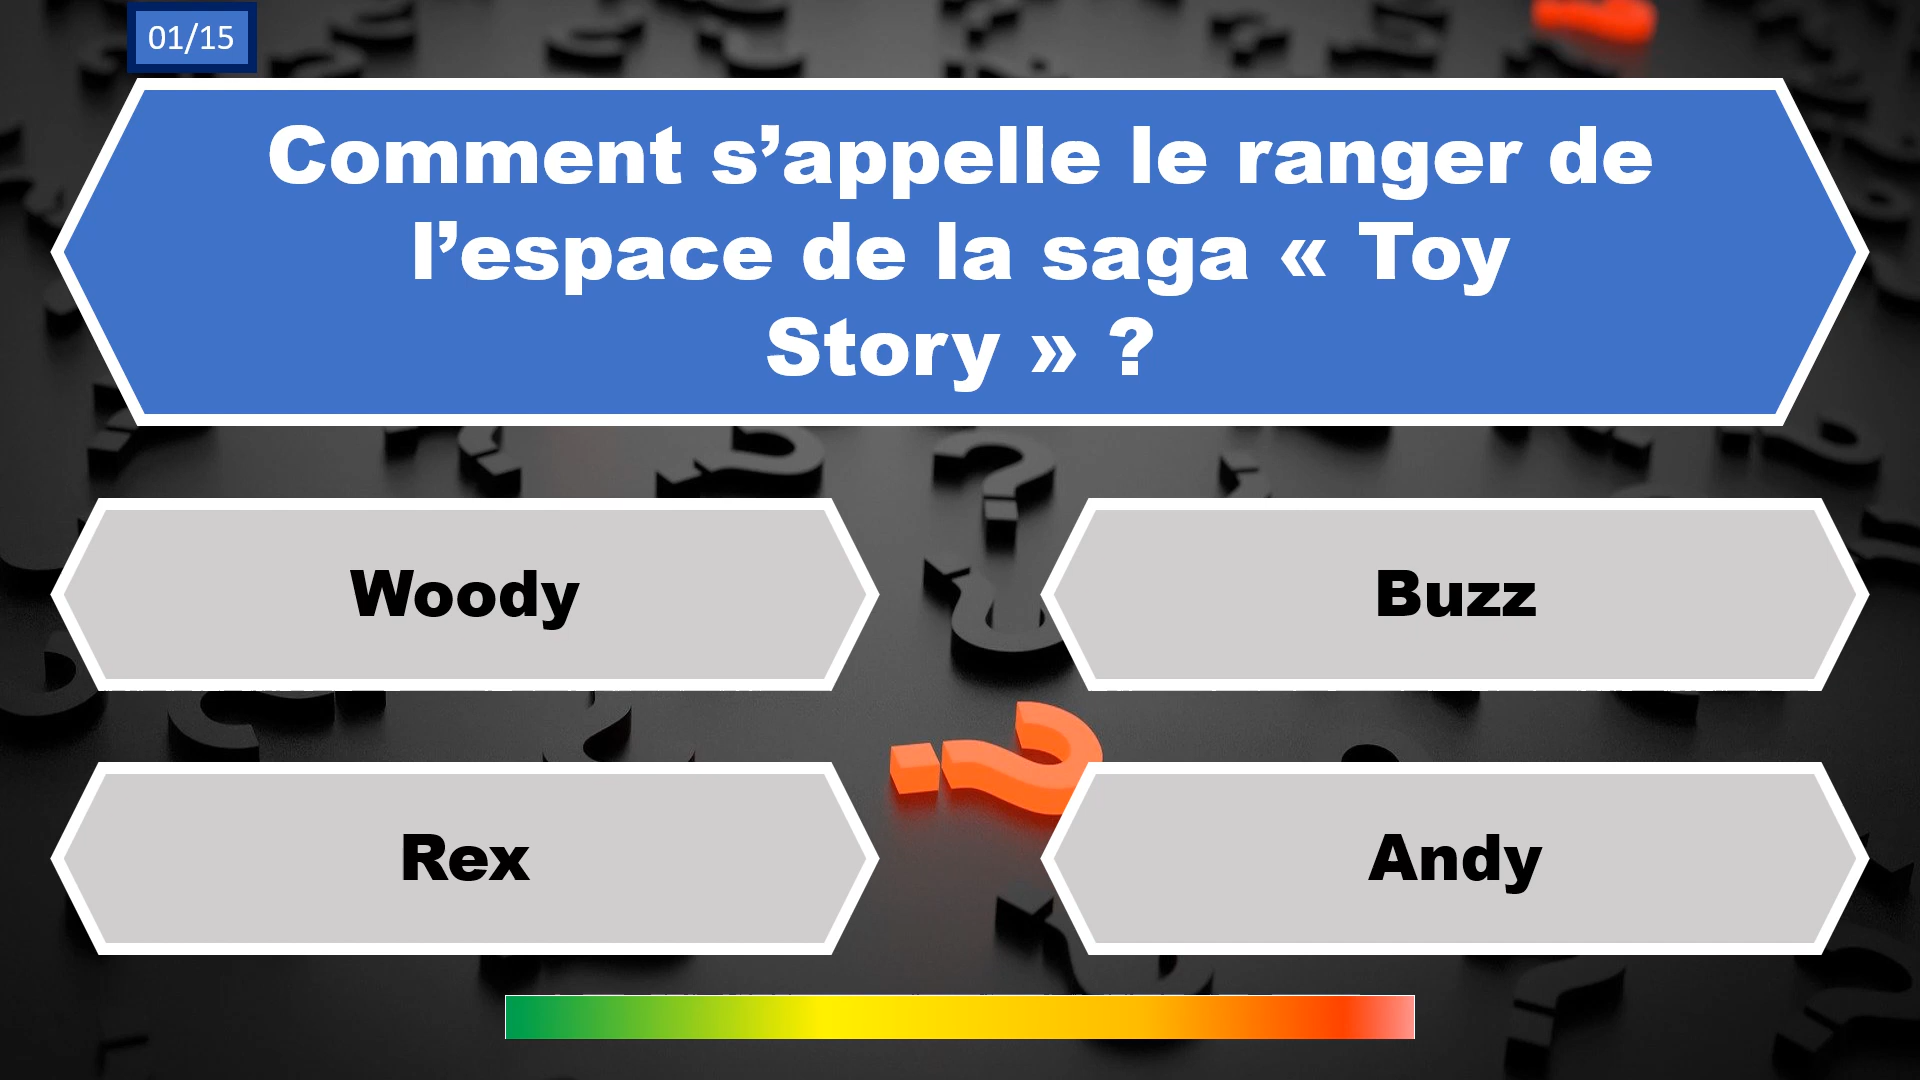 01/15
Comment s’appelle le ranger de
l’espace de la saga « Toy
Story » ?
Woody
Buzz
Rex
Andy